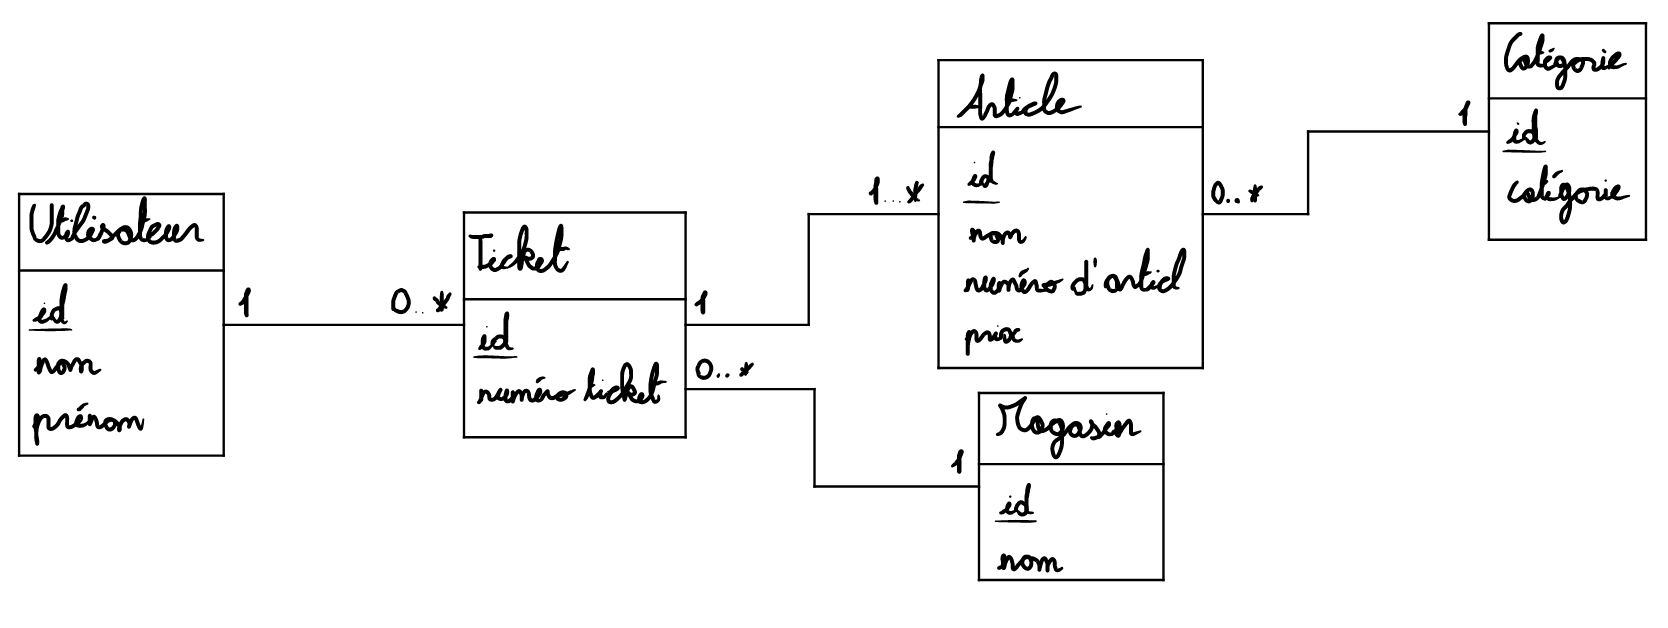 Utilisateur
id
nom
prénom
1
0..*
Ticket
id
numéro ticket
1
0..*
1...*
Article
id
nom
numéro d'articl
prix
0..*
1
Catégorie
id
catégorie
1
Magasin
id
nom